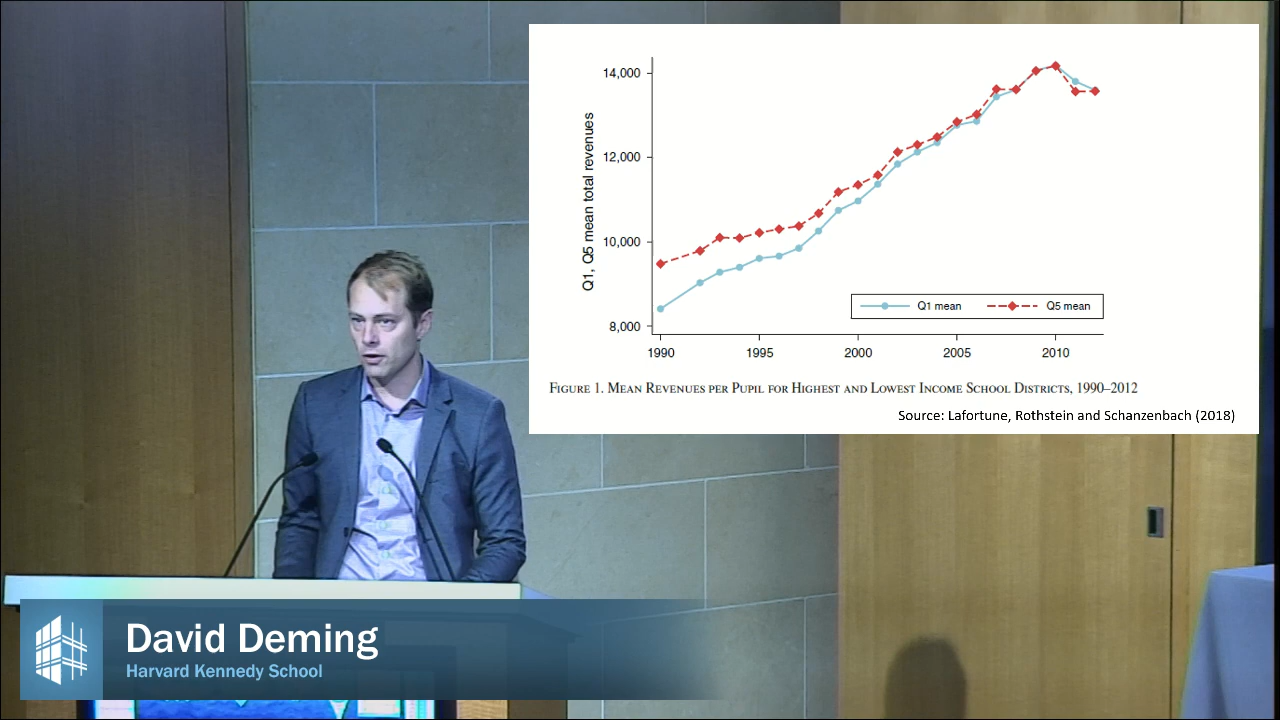 14,000
12,000
10,000
8,000
Q1, Q5 mean total revenues
Q1 mean
Q5 mean
1990
1995
2000
2005
2010
FIGURE 1. MEAN REVENUES PER PUPIL FOR HIGHEST AND LOWEST INCOME SCHOOL DISTRICTS, 1990–2012
Source: Lafortune, Rothstein and Schanzenbach (2018)
David Deming
Harvard Kennedy School